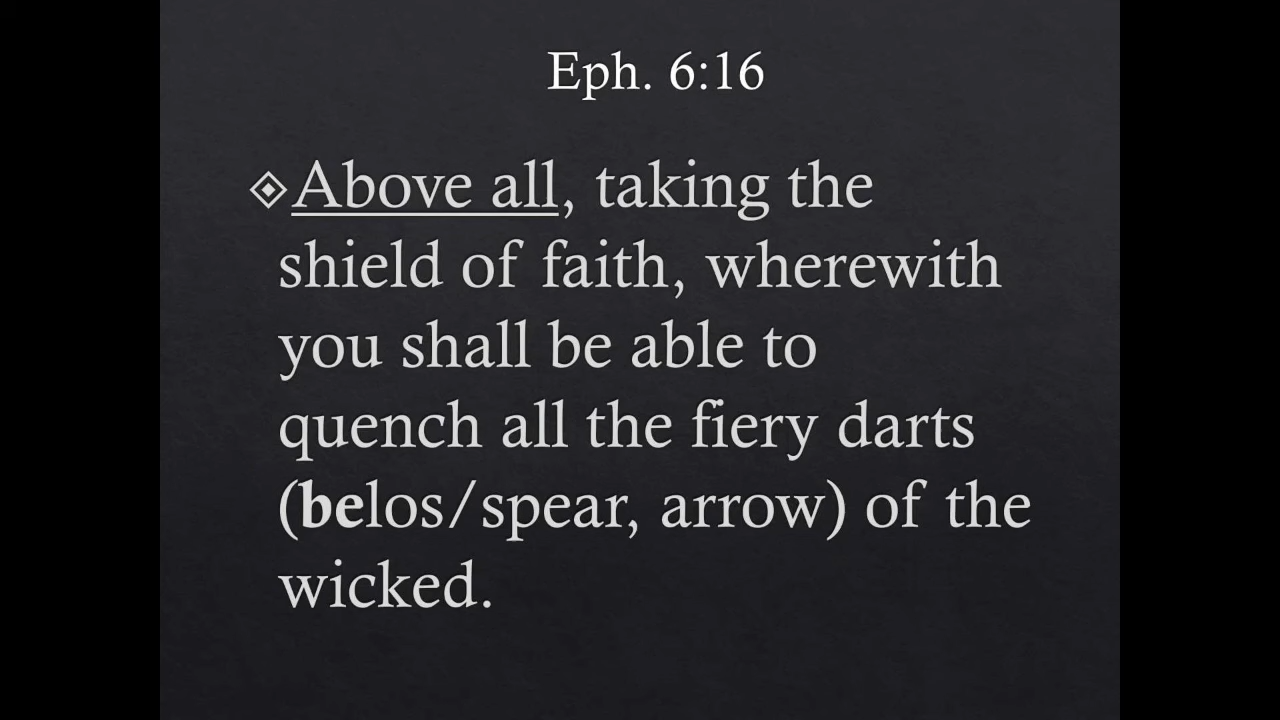 Eph. 6:16
Above all, taking the
shield of faith, wherewith
you shall be able to
quench all the fiery darts
(belos/spear, arrow) of the
wicked.